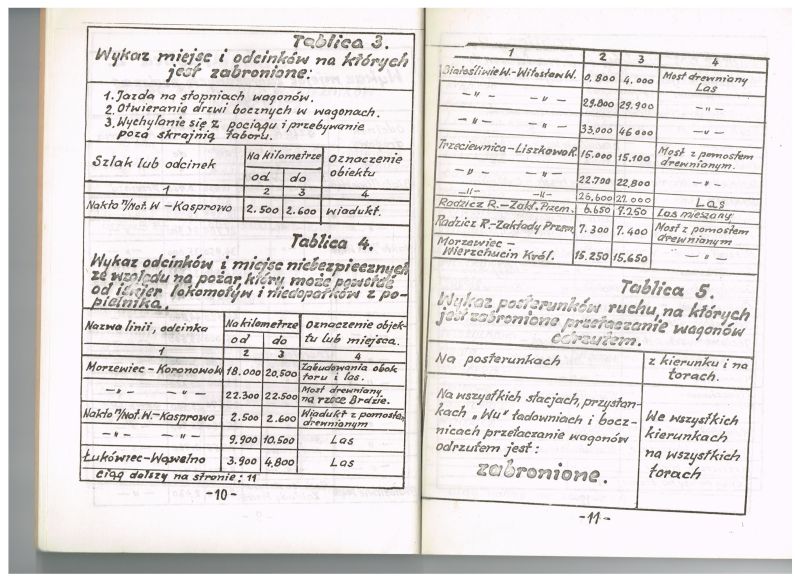 Tablica 3.
Wykaz miejsc i odcinków na których
jest zabronione.
1. Jazda na stopniach wagonów.
2. Otwieranie drzwi bocznych w wagonach.
3. Wychylanie się z pociągu i przebywanie
poza skrajnią taboru.
Szlak lub odcinek Na kilometrze Oznaczenie
od do obiektu
1 2 3 4
Nakło n/Not. W - Kasprowo 2.500 2.600 Wiadukt.
Tablica 4.
Wykaz odcinków i miejsc niebezpiecznych
ze względu na pożar, który może powstać
od iskier lokomotyw i niedopałków z po-
pielnika.
Nazwa linii, odcinka Na kilometrze Oznaczenie objek-
od do tu lub miejsca.
1 2 3 4
Morzewiec - Koronowo W 18.000 20.500 Zabudowania obok
toru i las.
-"- -"- 22.300 22.500 Most drewniany
na rzece Brdzie.
Nakło n/Not. W. - Kasprowo 2.500 2.600 Wiadukt z pomostem
drewnianym
-"- -"- 9.900 10.500 Las
Łukówiec - Wąwelno 3.900 4,800 Las
Ciąg dalszy na stronie: 11
-10-
1 2 3 4
Białośliwie W. - Witosław W. 0,800 4.000 Most drewniany
Las
-"- -"- 29.800 29.900 -"-
-"- -"- 33.000 46000 -"-
Trzeciewnica - Liszkowo R. 15.000 15.100 Most z pomostem
drewnianym.
-"- -"- 22.700 22,800 -"-
-"- -"- 26.600 27.000 Las
Radzicz R. - Zakł. Przem. 6.650 7.250 Las mieszany
Radzicz R. - Zakłady Przem. 7.300 7.400 Most z pomostem
drewnianym
Morzewiec -
Wierzchucin Król. 15.250 15.650 -"-
Tablica 5.
Wykaz posterunków ruchu, na których
jest zabronione przetaczanie wagonów
odrzutem.
Na posterunkach z kierunku i na
torach.
Na wszystkich stacjach, przystan-
kach „Wu" ładowniach i bocz-
nicach przetaczanie wagonów
odrzutem jest:
zabronione.
We wszystkich
kierunkach
na wszystkich
torach
-11-